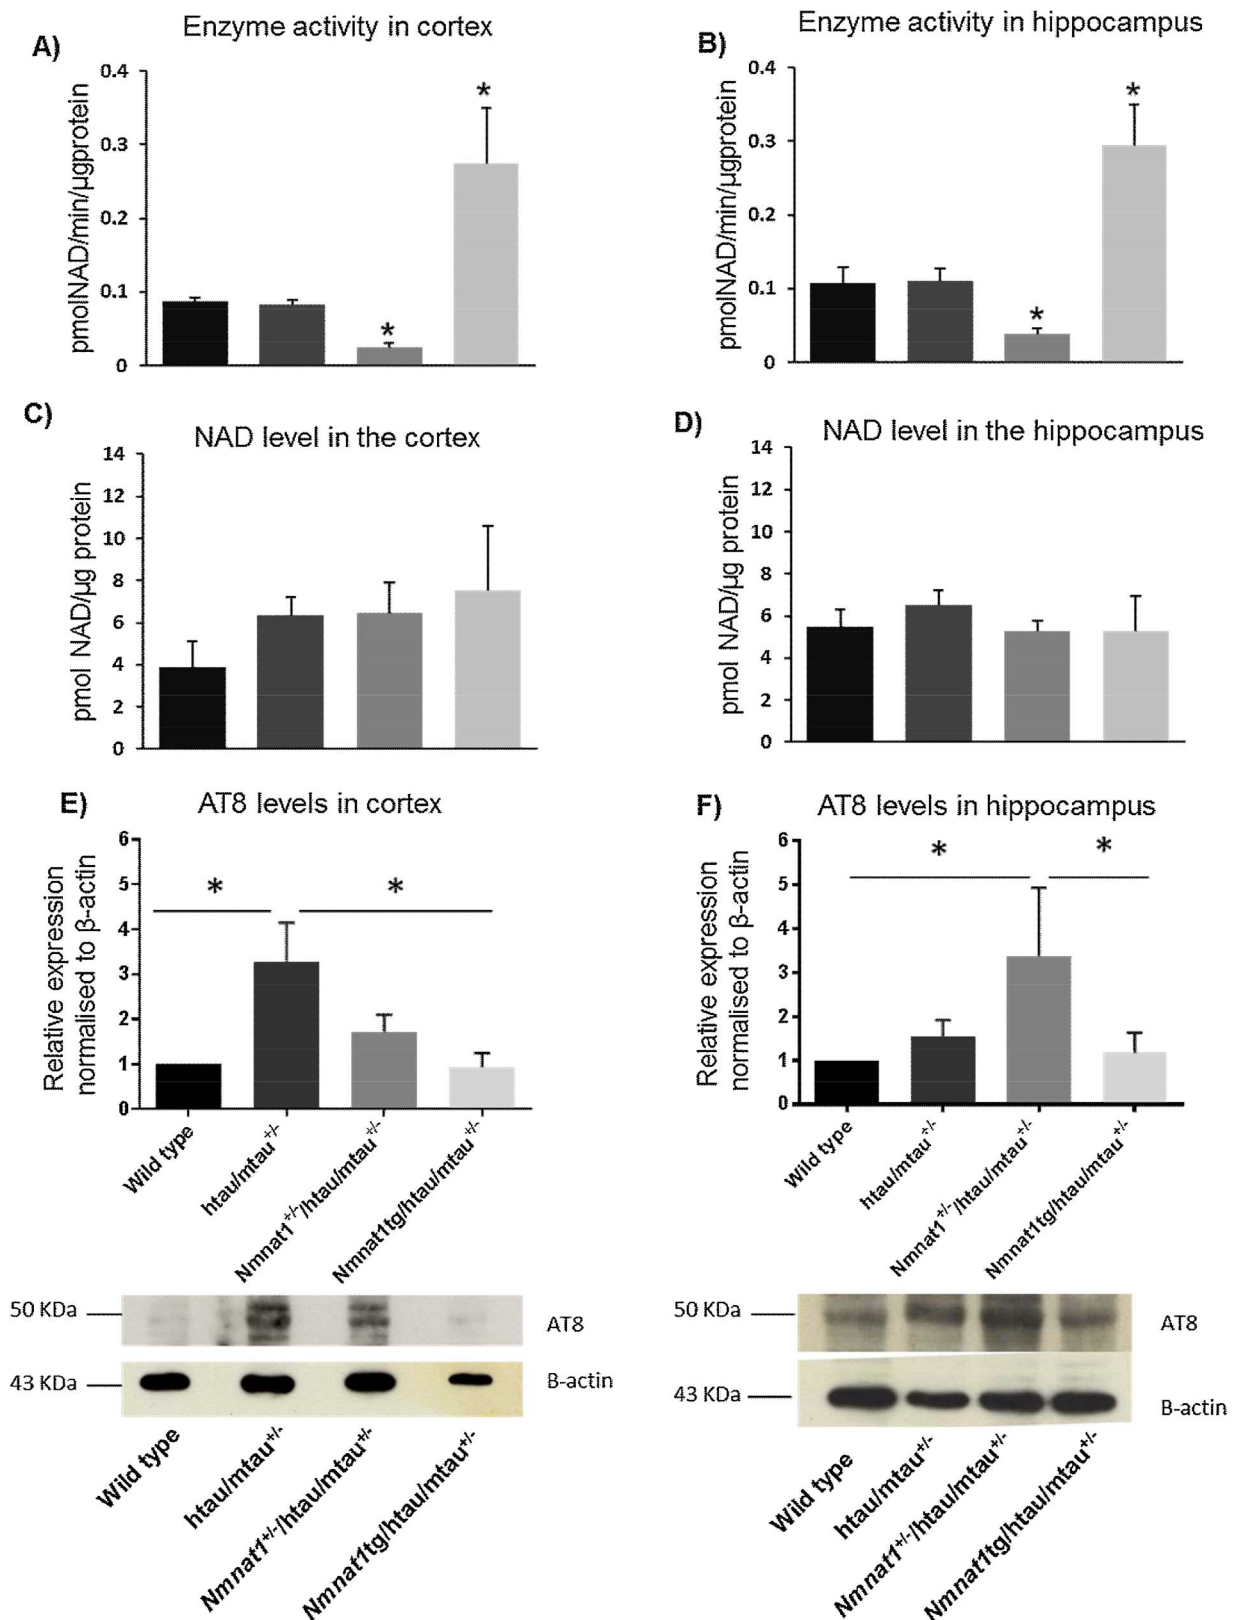 A)
Enzyme activity in cortex
pmolNAD/min/µgprotein
0.4
0.3
0.2
0.1
0
*
*
B)
Enzyme activity in hippocampus
pmolNAD/min/µgprotein
0.4
0.3
0.2
0.1
0
*
*
C)
NAD level in the cortex
pmol NAD/µg protein
14
12
10
8
6
4
2
0
D)
NAD level in the hippocampus
pmol NAD/µg protein
14
12
10
8
6
4
2
0
E)
AT8 levels in cortex
Relative expression
normalised to β-actin
6
5
4
3
2
1
0
*
*
Wild type
htau/mtau+/-
Nmnat1+/-/htau/mtau+/-
Nmnat1tg/htau/mtau+/-
50 KDa
AT8
43 KDa
B-actin
Wild type
htau/mtau+/-
Nmnat1+/-/htau/mtau+/-
Nmnat1tg/htau/mtau+/-
F)
AT8 levels in hippocampus
Relative expression
normalised to β-actin
6
5
4
3
2
1
0
*
*
Wild type
htau/mtau+/-
Nmnat1+/-/htau/mtau+/-
Nmnat1tg/htau/mtau+/-
50 KDa
AT8
43 KDa
B-actin
Wild type
htau/mtau+/-
Nmnat1+/-/htau/mtau+/-
Nmnat1tg/htau/mtau+/-